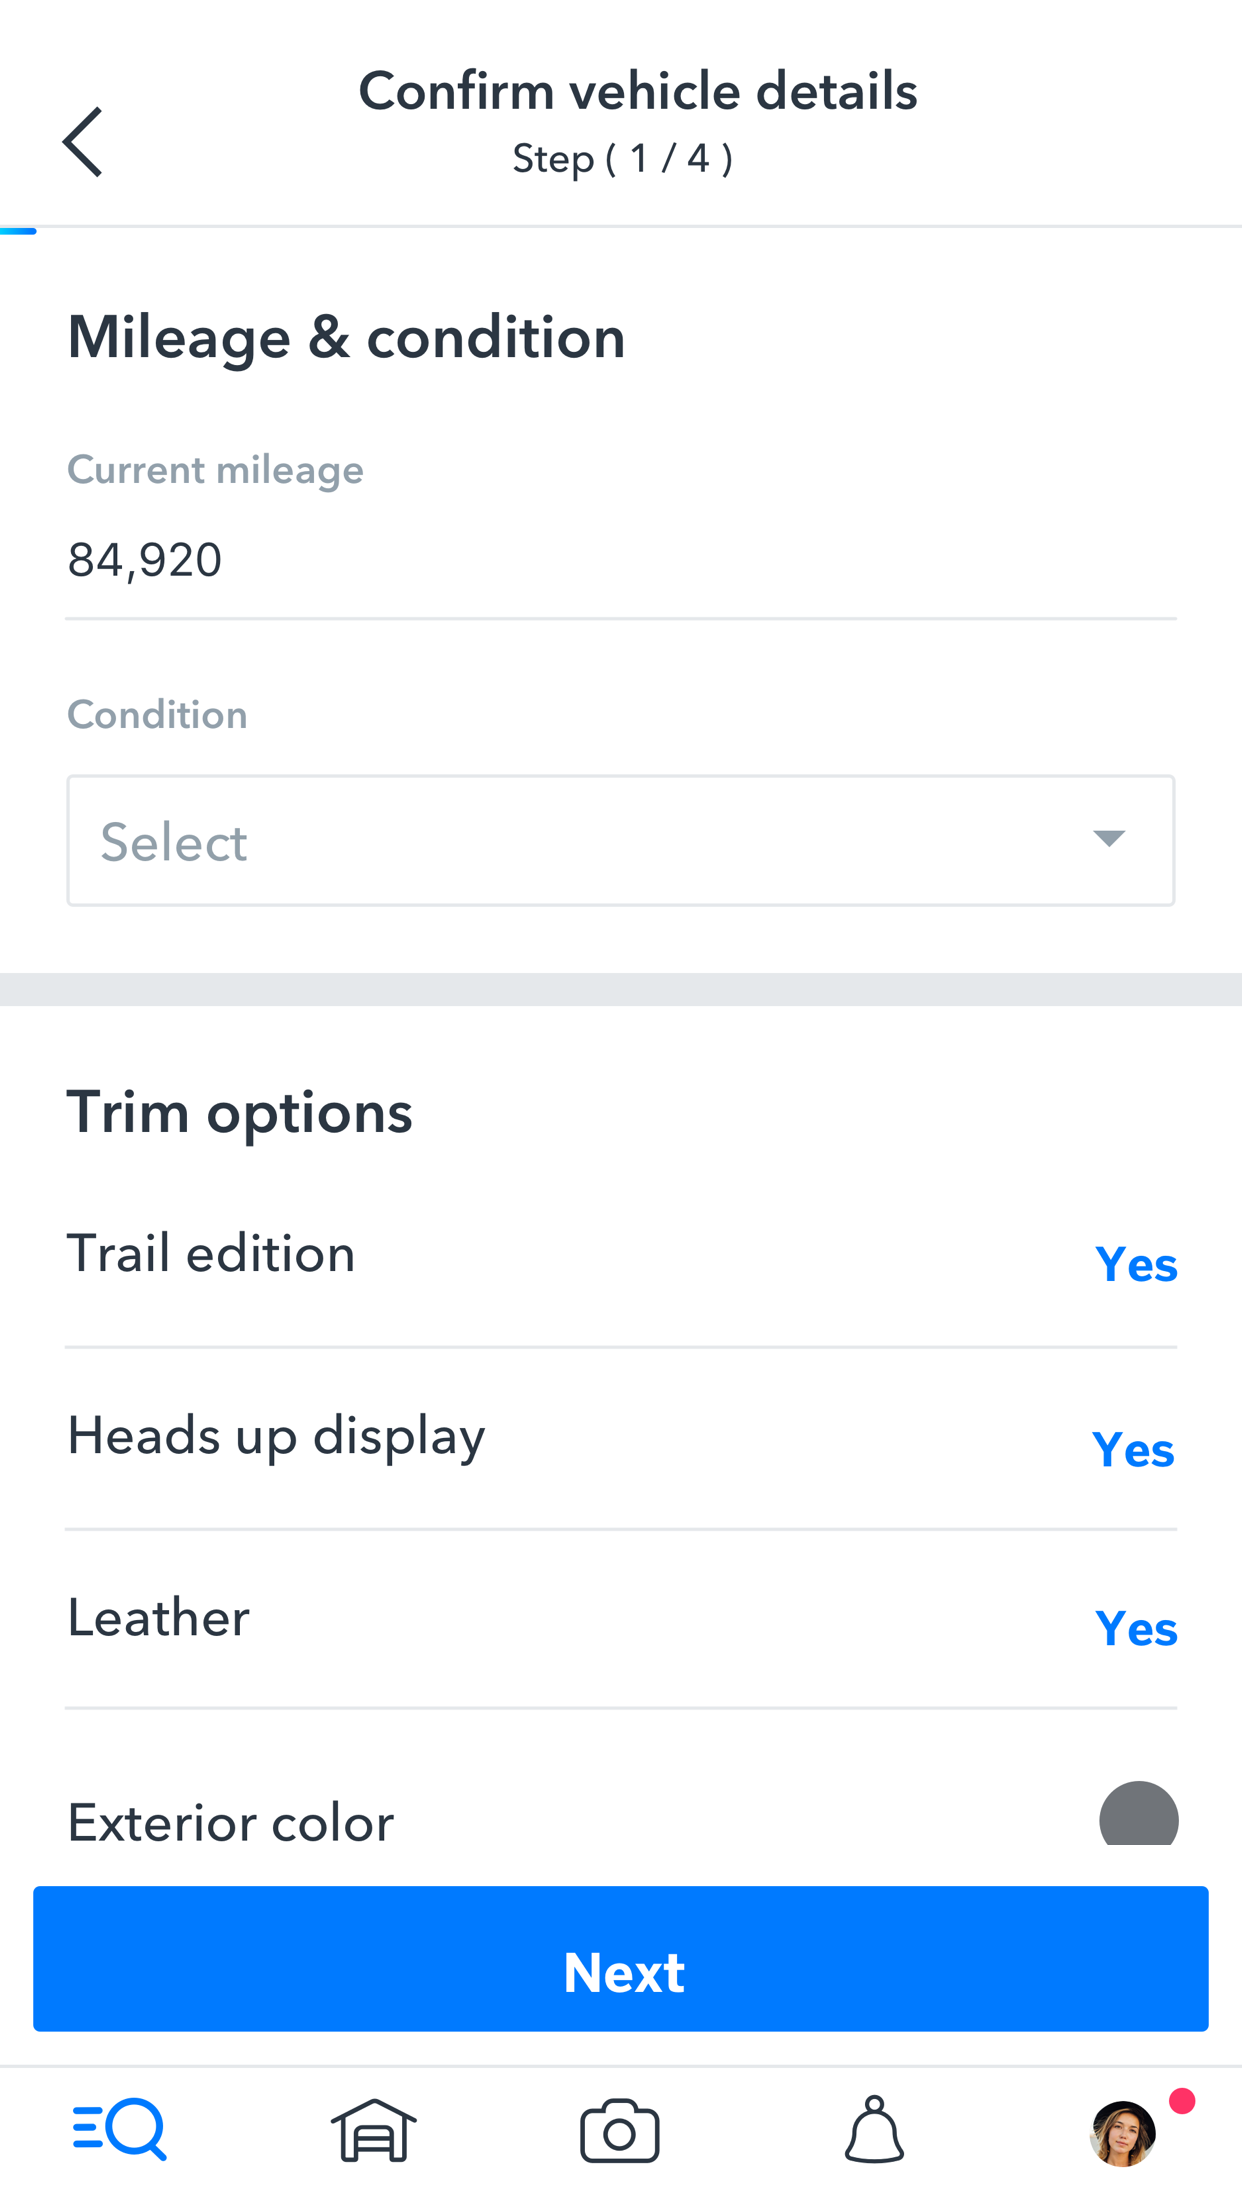 Confirm vehicle details
Step ( 1 / 4 )
Mileage & condition
Current mileage
84,920
Condition
Select
Trim options
Trail edition
Yes
Heads up display
Yes
Leather
Yes
Exterior color
Next